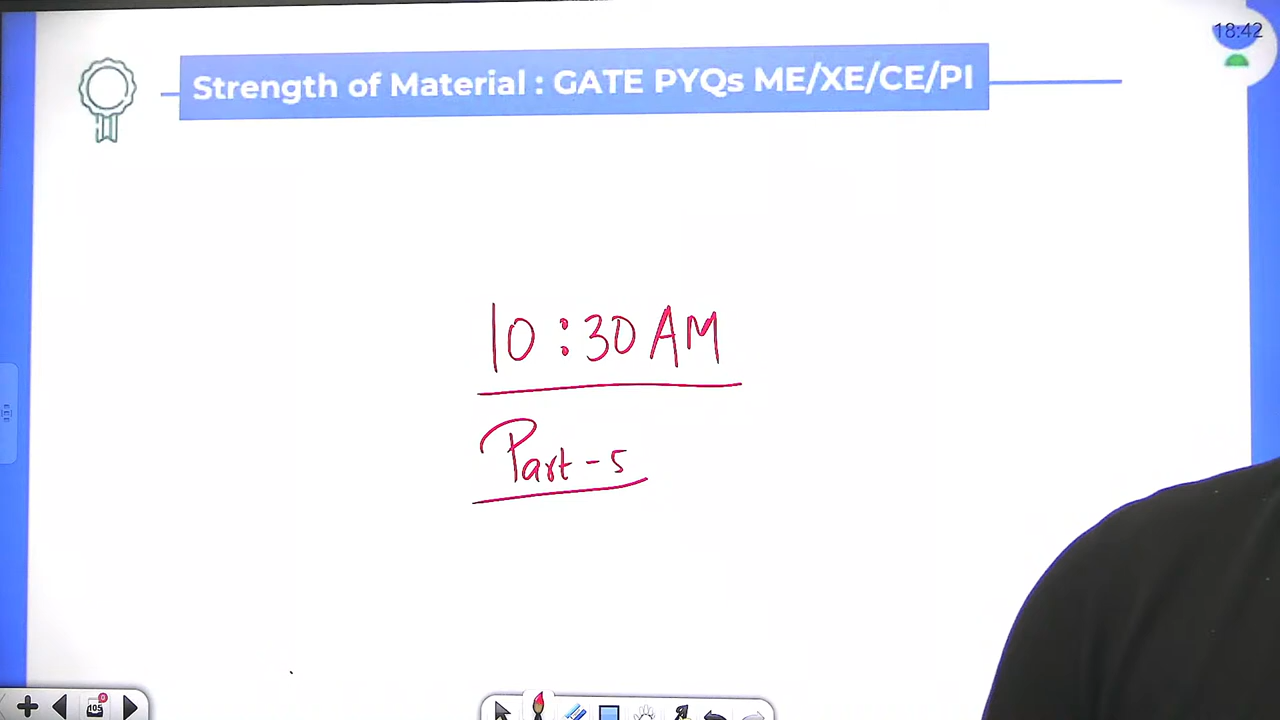 18:42
Strength of Material : GATE PYQs ME/XE/CE/PI
10:30 AM
Part-5
105